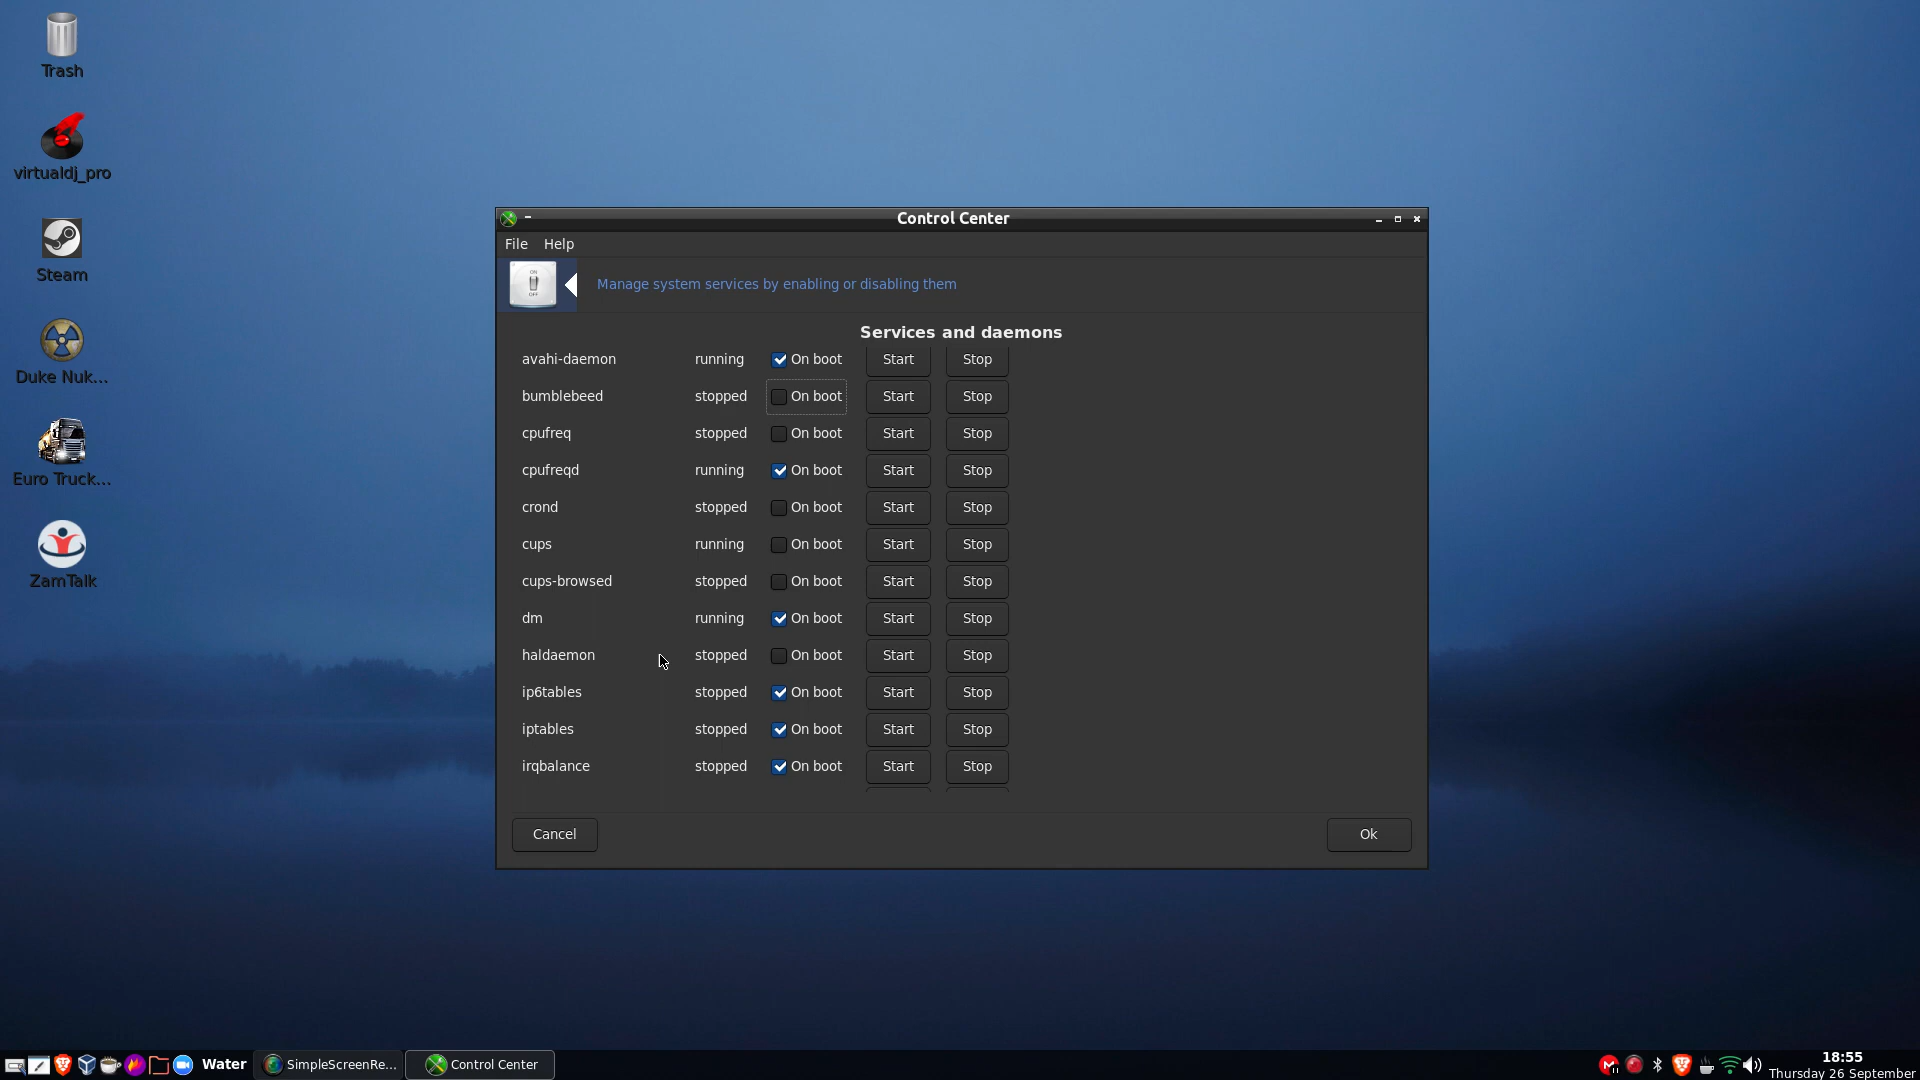 Trash
virtualdj_pro
Steam
Duke Nuk...
Euro Truck...
ZamTalk
Control Center
File Help
ON
OFF
Manage system services by enabling or disabling them
Services and daemons
avahi-daemon running On boot Start Stop
bumblebeed stopped On boot Start Stop
cpufreq stopped On boot Start Stop
cpufreqd running On boot Start Stop
crond stopped On boot Start Stop
cups running On boot Start Stop
cups-browsed stopped On boot Start Stop
dm running On boot Start Stop
haldaemon stopped On boot Start Stop
ip6tables stopped On boot Start Stop
iptables stopped On boot Start Stop
irqbalance stopped On boot Start Stop
Cancel Ok
Water SimpleScreenRe... Control Center 18:55
Thursday 26 September